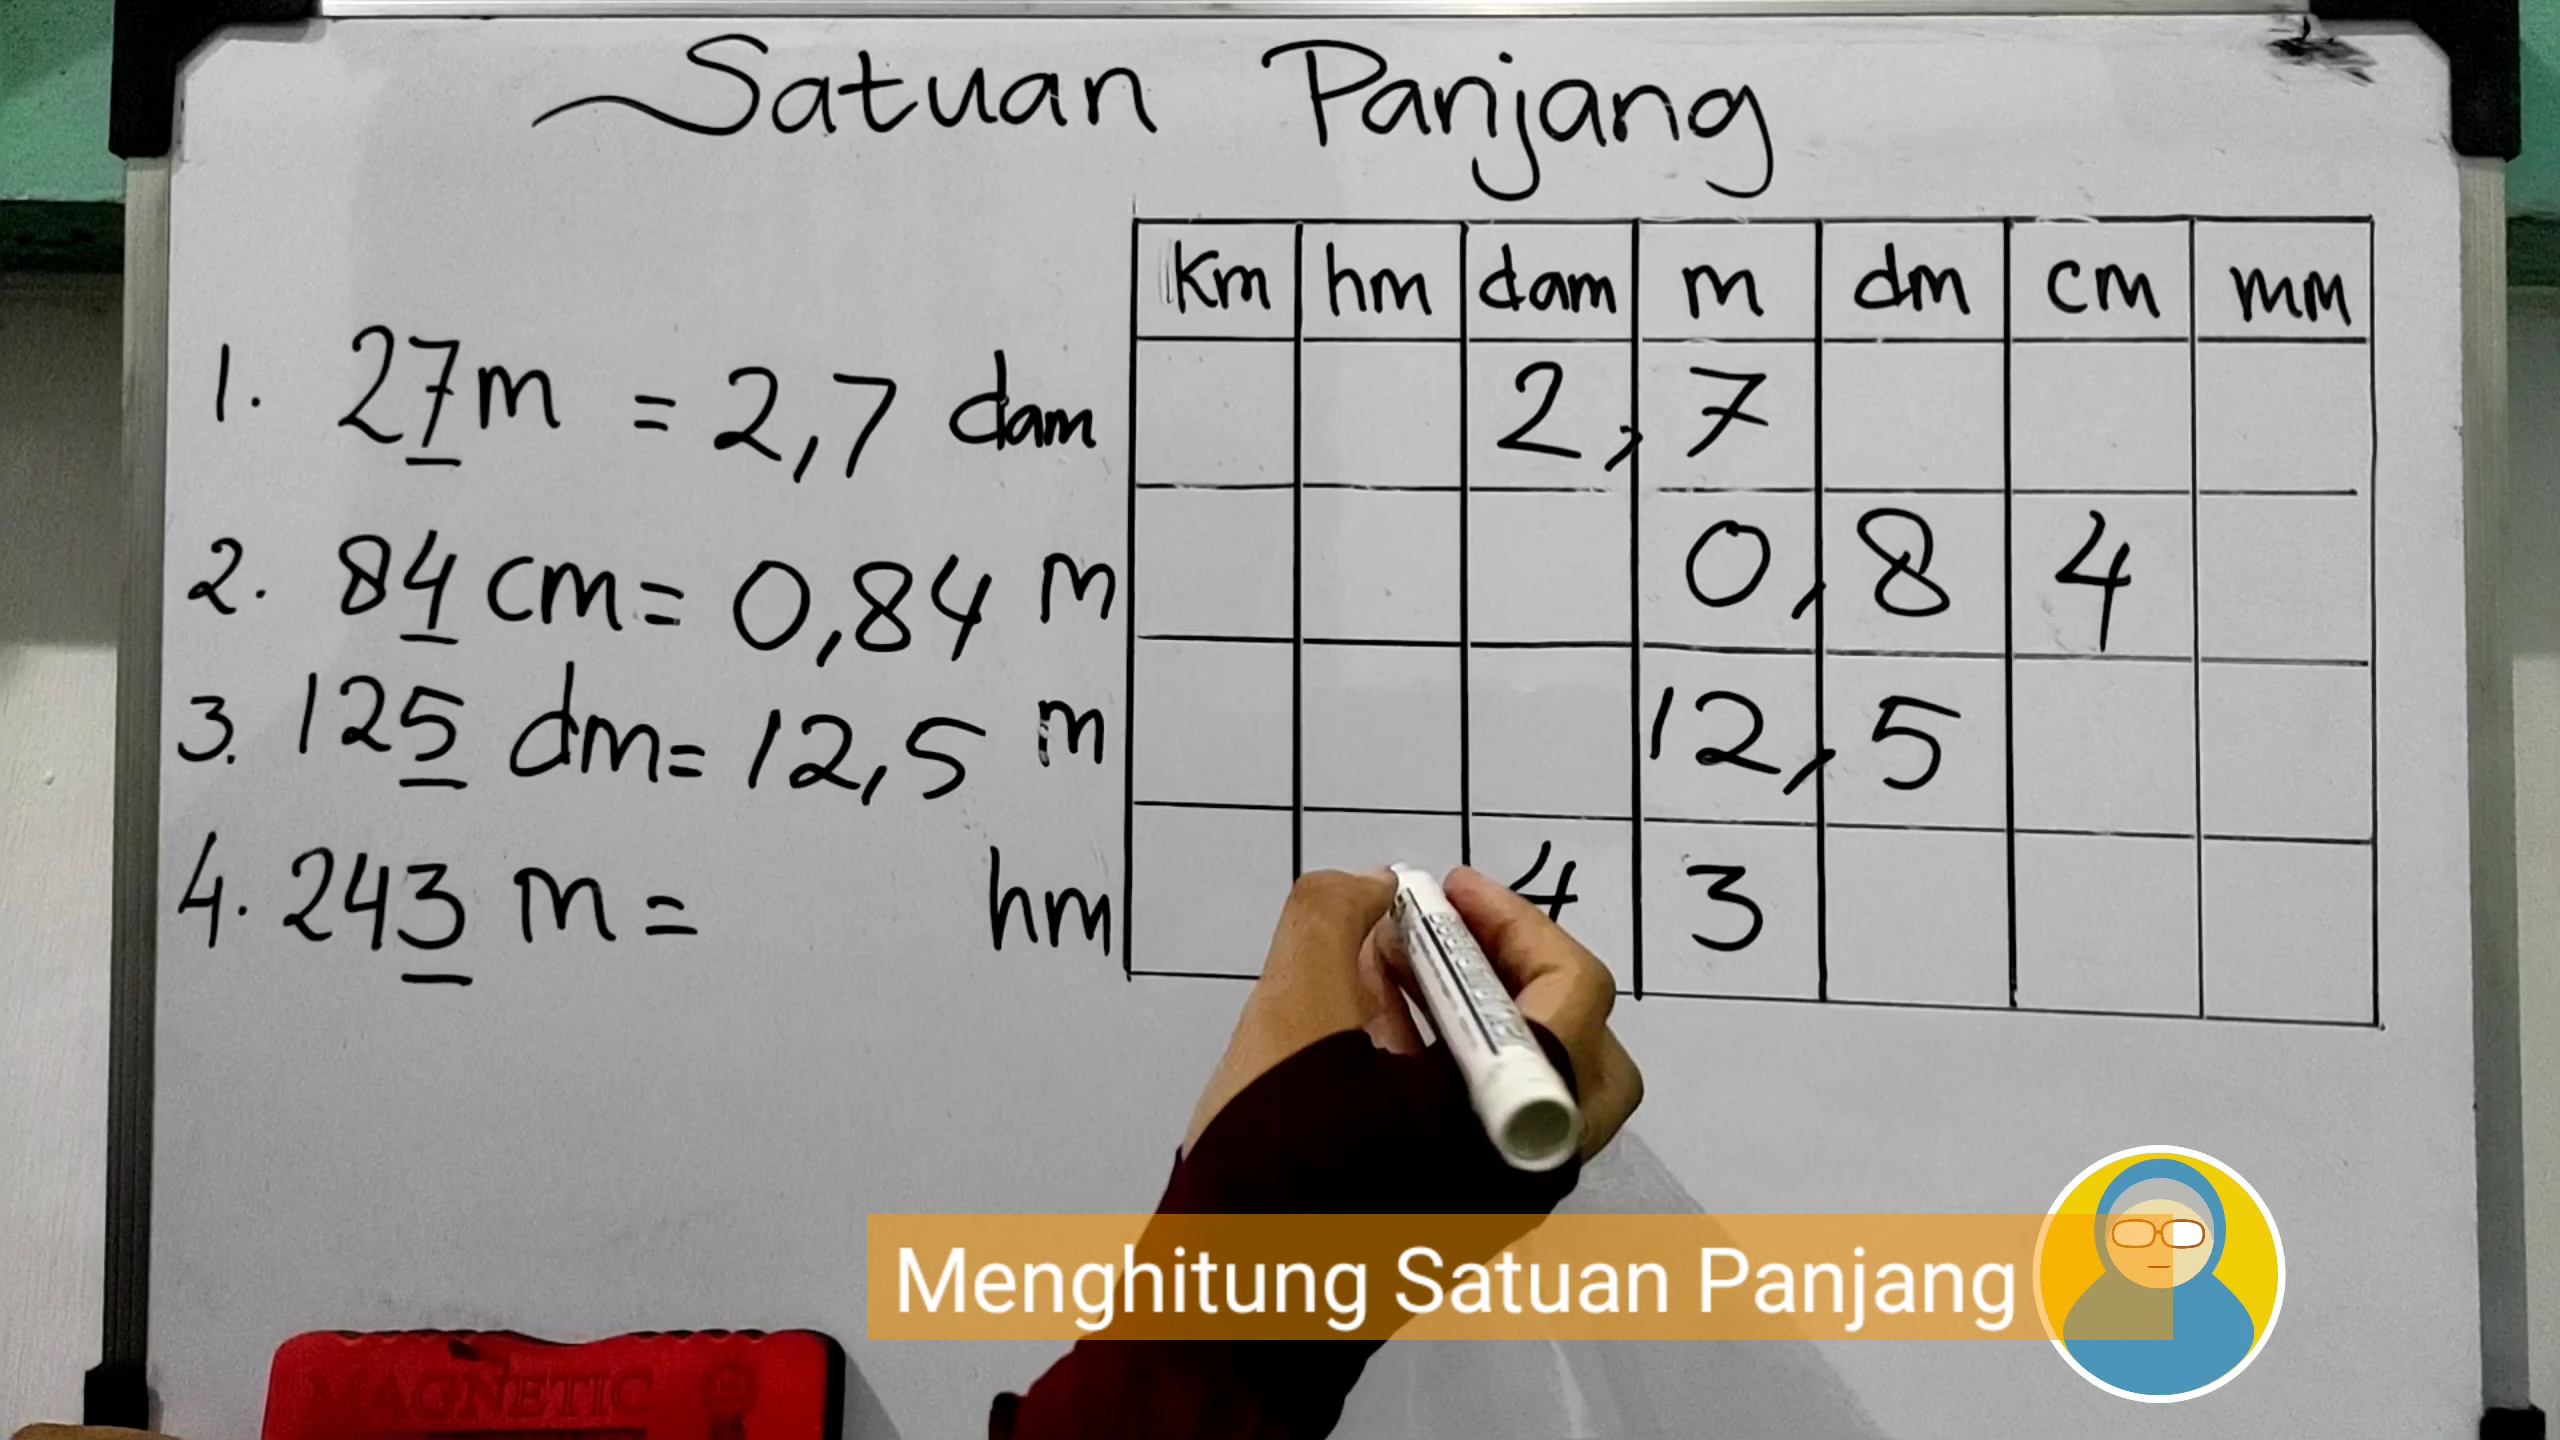 Satuan Panjang
1. 27 m = 2,7 dam
2. 84 cm = 0,84 m
3. 125 dm = 12,5 m
4. 243 m = hm
Km hm dam m dm cm mm
2, 7
0, 8 4
12, 5
4 3
Menghitung Satuan Panjang
MAGNETIC